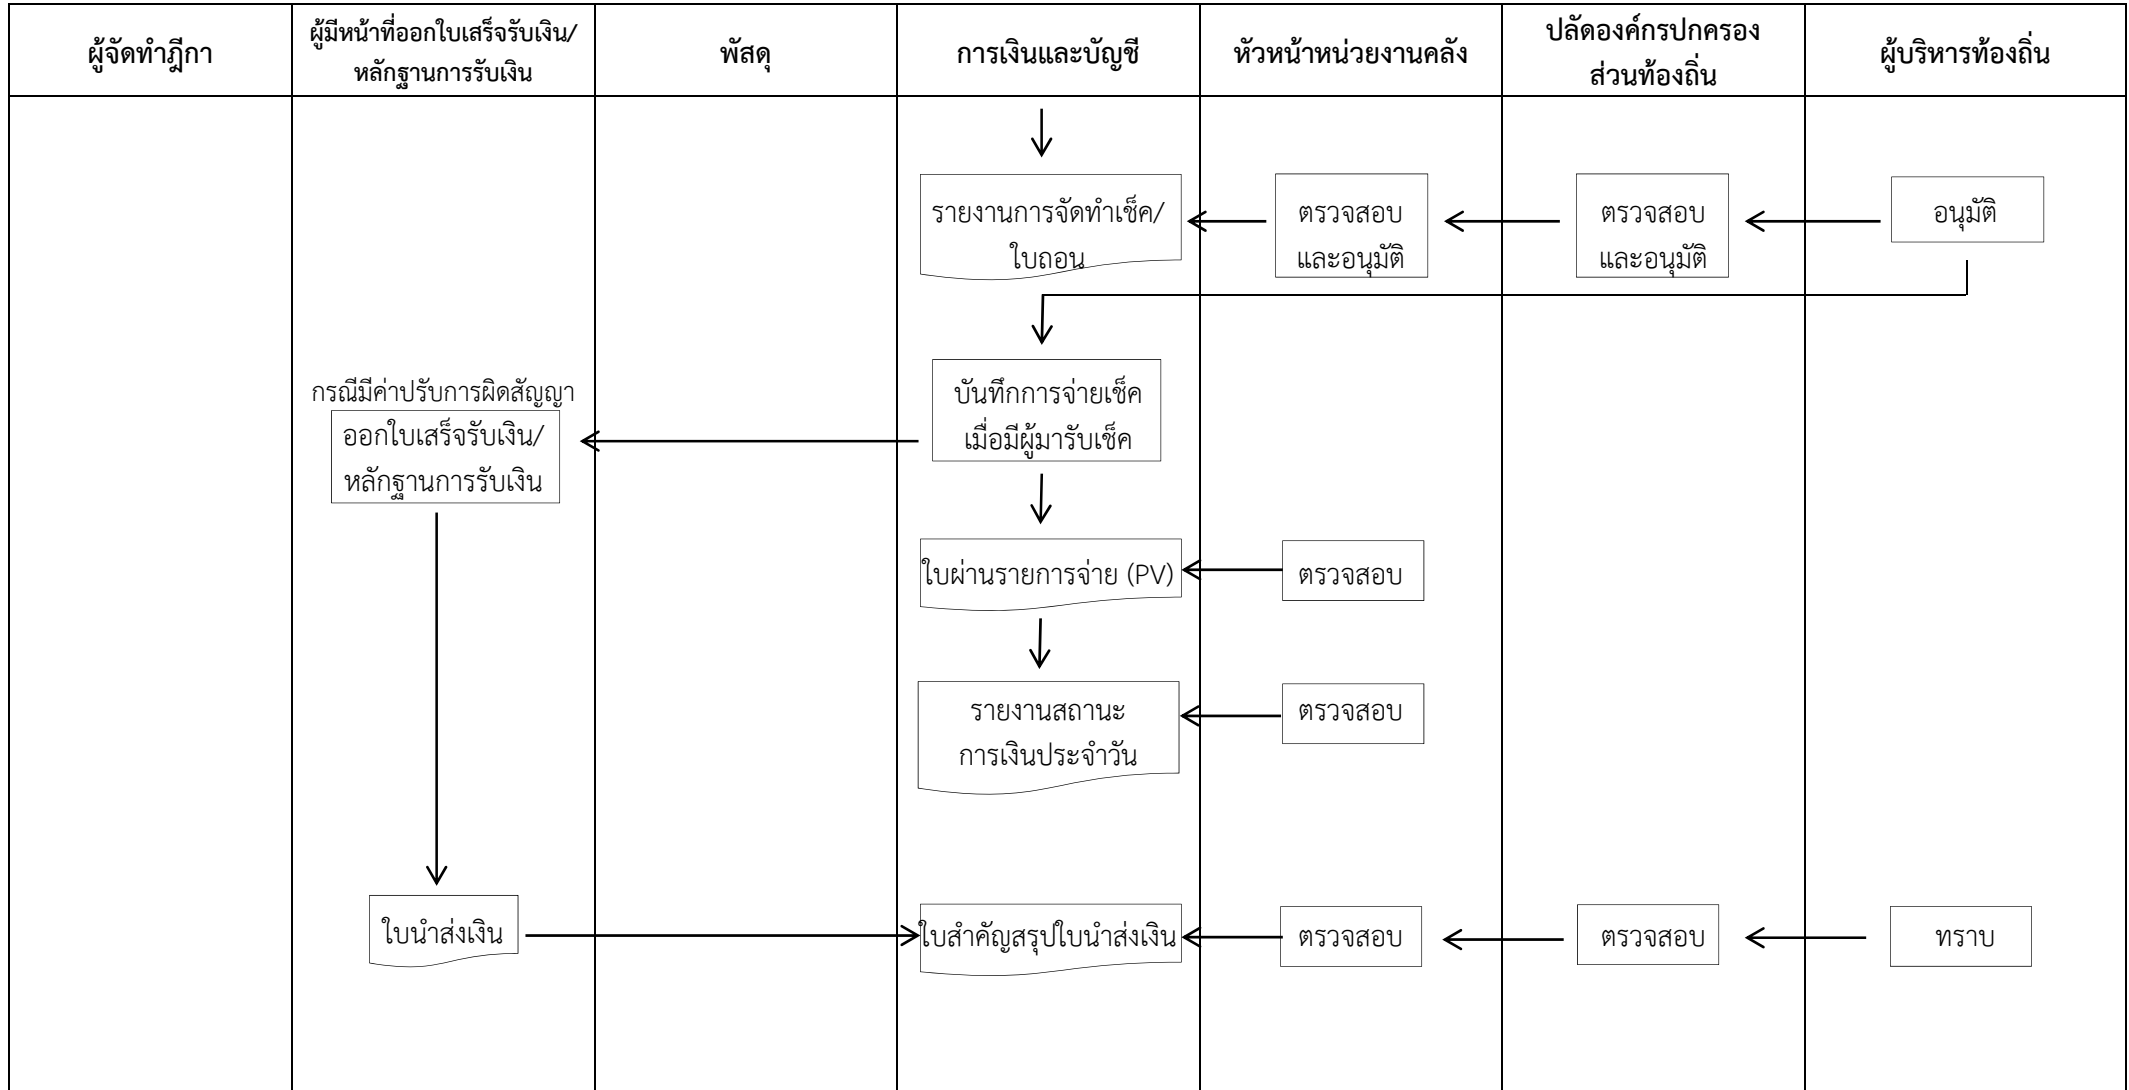 ผู้จัดทำฎีกา
ผู้มีหน้าที่ออกใบเสร็จรับเงิน/
หลักฐานการรับเงิน
พัสดุ
การเงินและบัญชี
หัวหน้าหน่วยงานคลัง
ปลัดองค์กรปกครอง
ส่วนท้องถิ่น
ผู้บริหารท้องถิ่น
รายงานการจัดทำเช็ค/
ใบถอน
ตรวจสอบ
และอนุมัติ
ตรวจสอบ
และอนุมัติ
อนุมัติ
กรณีมีค่าปรับการผิดสัญญา
ออกใบเสร็จรับเงิน/
หลักฐานการรับเงิน
บันทึกการจ่ายเช็ค
เมื่อมีผู้มารับเช็ค
ใบผ่านรายการจ่าย (PV)
ตรวจสอบ
รายงานสถานะ
การเงินประจำวัน
ตรวจสอบ
ใบนำส่งเงิน
ใบสำคัญสรุปใบนำส่งเงิน
ตรวจสอบ
ตรวจสอบ
ทราบ